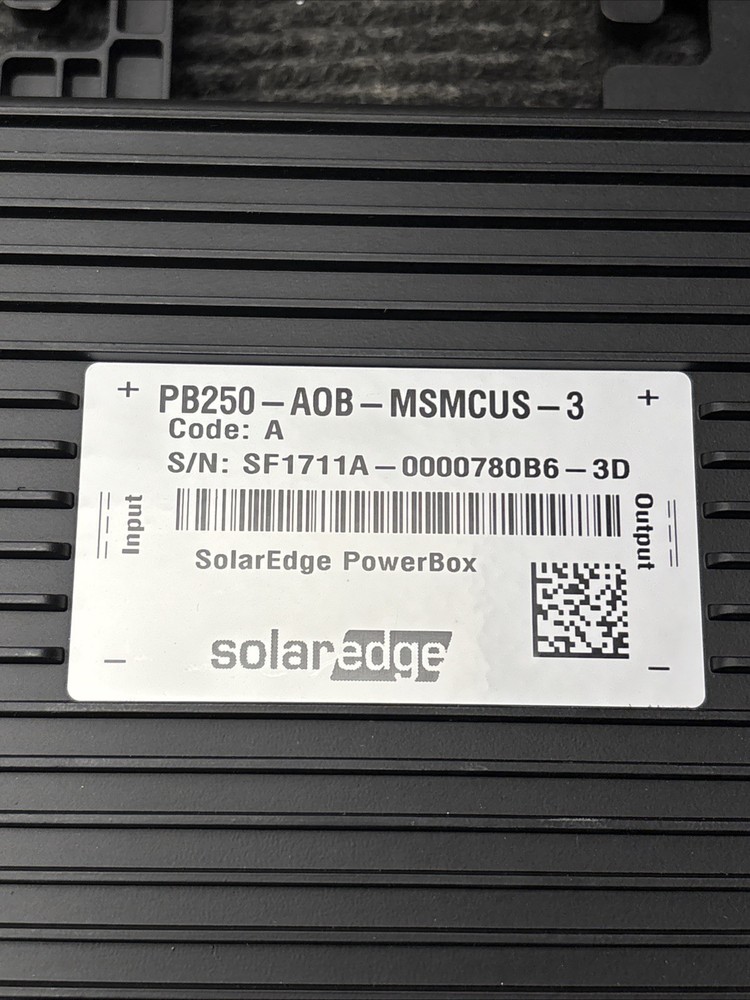 + PB250-AOB-MSMCUS-3 +
Code: A
S/N: SF1711A-0000780B6-3D
Input
Output
SolarEdge PowerBox
solaredge
- -